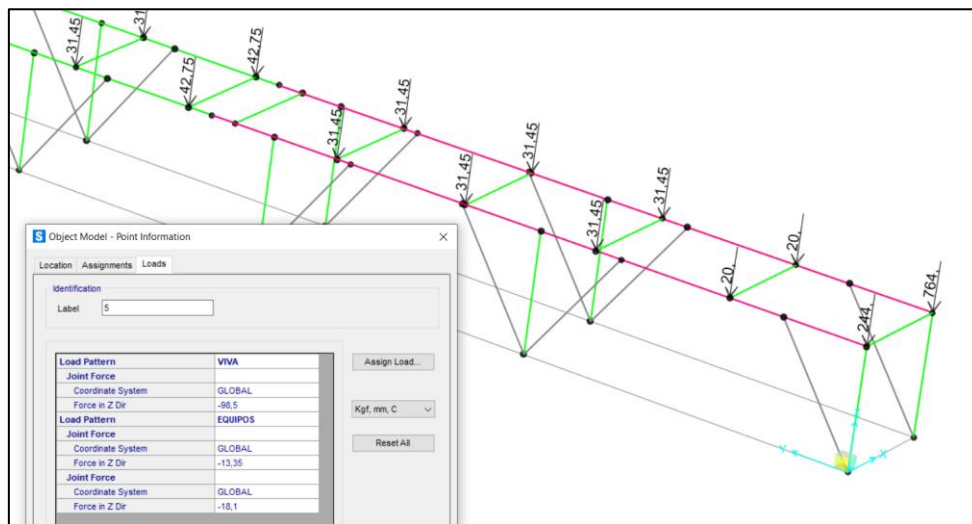 31.45
31.45
42.75
42.75
31.45
31.45
31.45
31.45
31.45
31.45
20.
20.
244.
764.
S Object Model - Point Information
Location Assignments Loads
Identification
Label 5
Load Pattern VIVA
Joint Force
Coordinate System GLOBAL
Force in Z Dir -98,5
Load Pattern EQUIPOS
Joint Force
Coordinate System GLOBAL
Force in Z Dir -13,35
Joint Force
Coordinate System GLOBAL
Force in Z Dir -18,1
Assign Load...
Kgf, mm, C
Reset All
Y
X